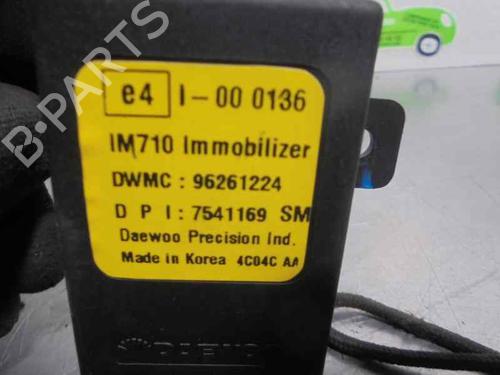 B-PARTS
e4 I-00 0136
IM710 Immobilizer
DWMC : 96261224
D P I : 7541169 SM
Daewoo Precision Ind.
Made in Korea 4C04C AA